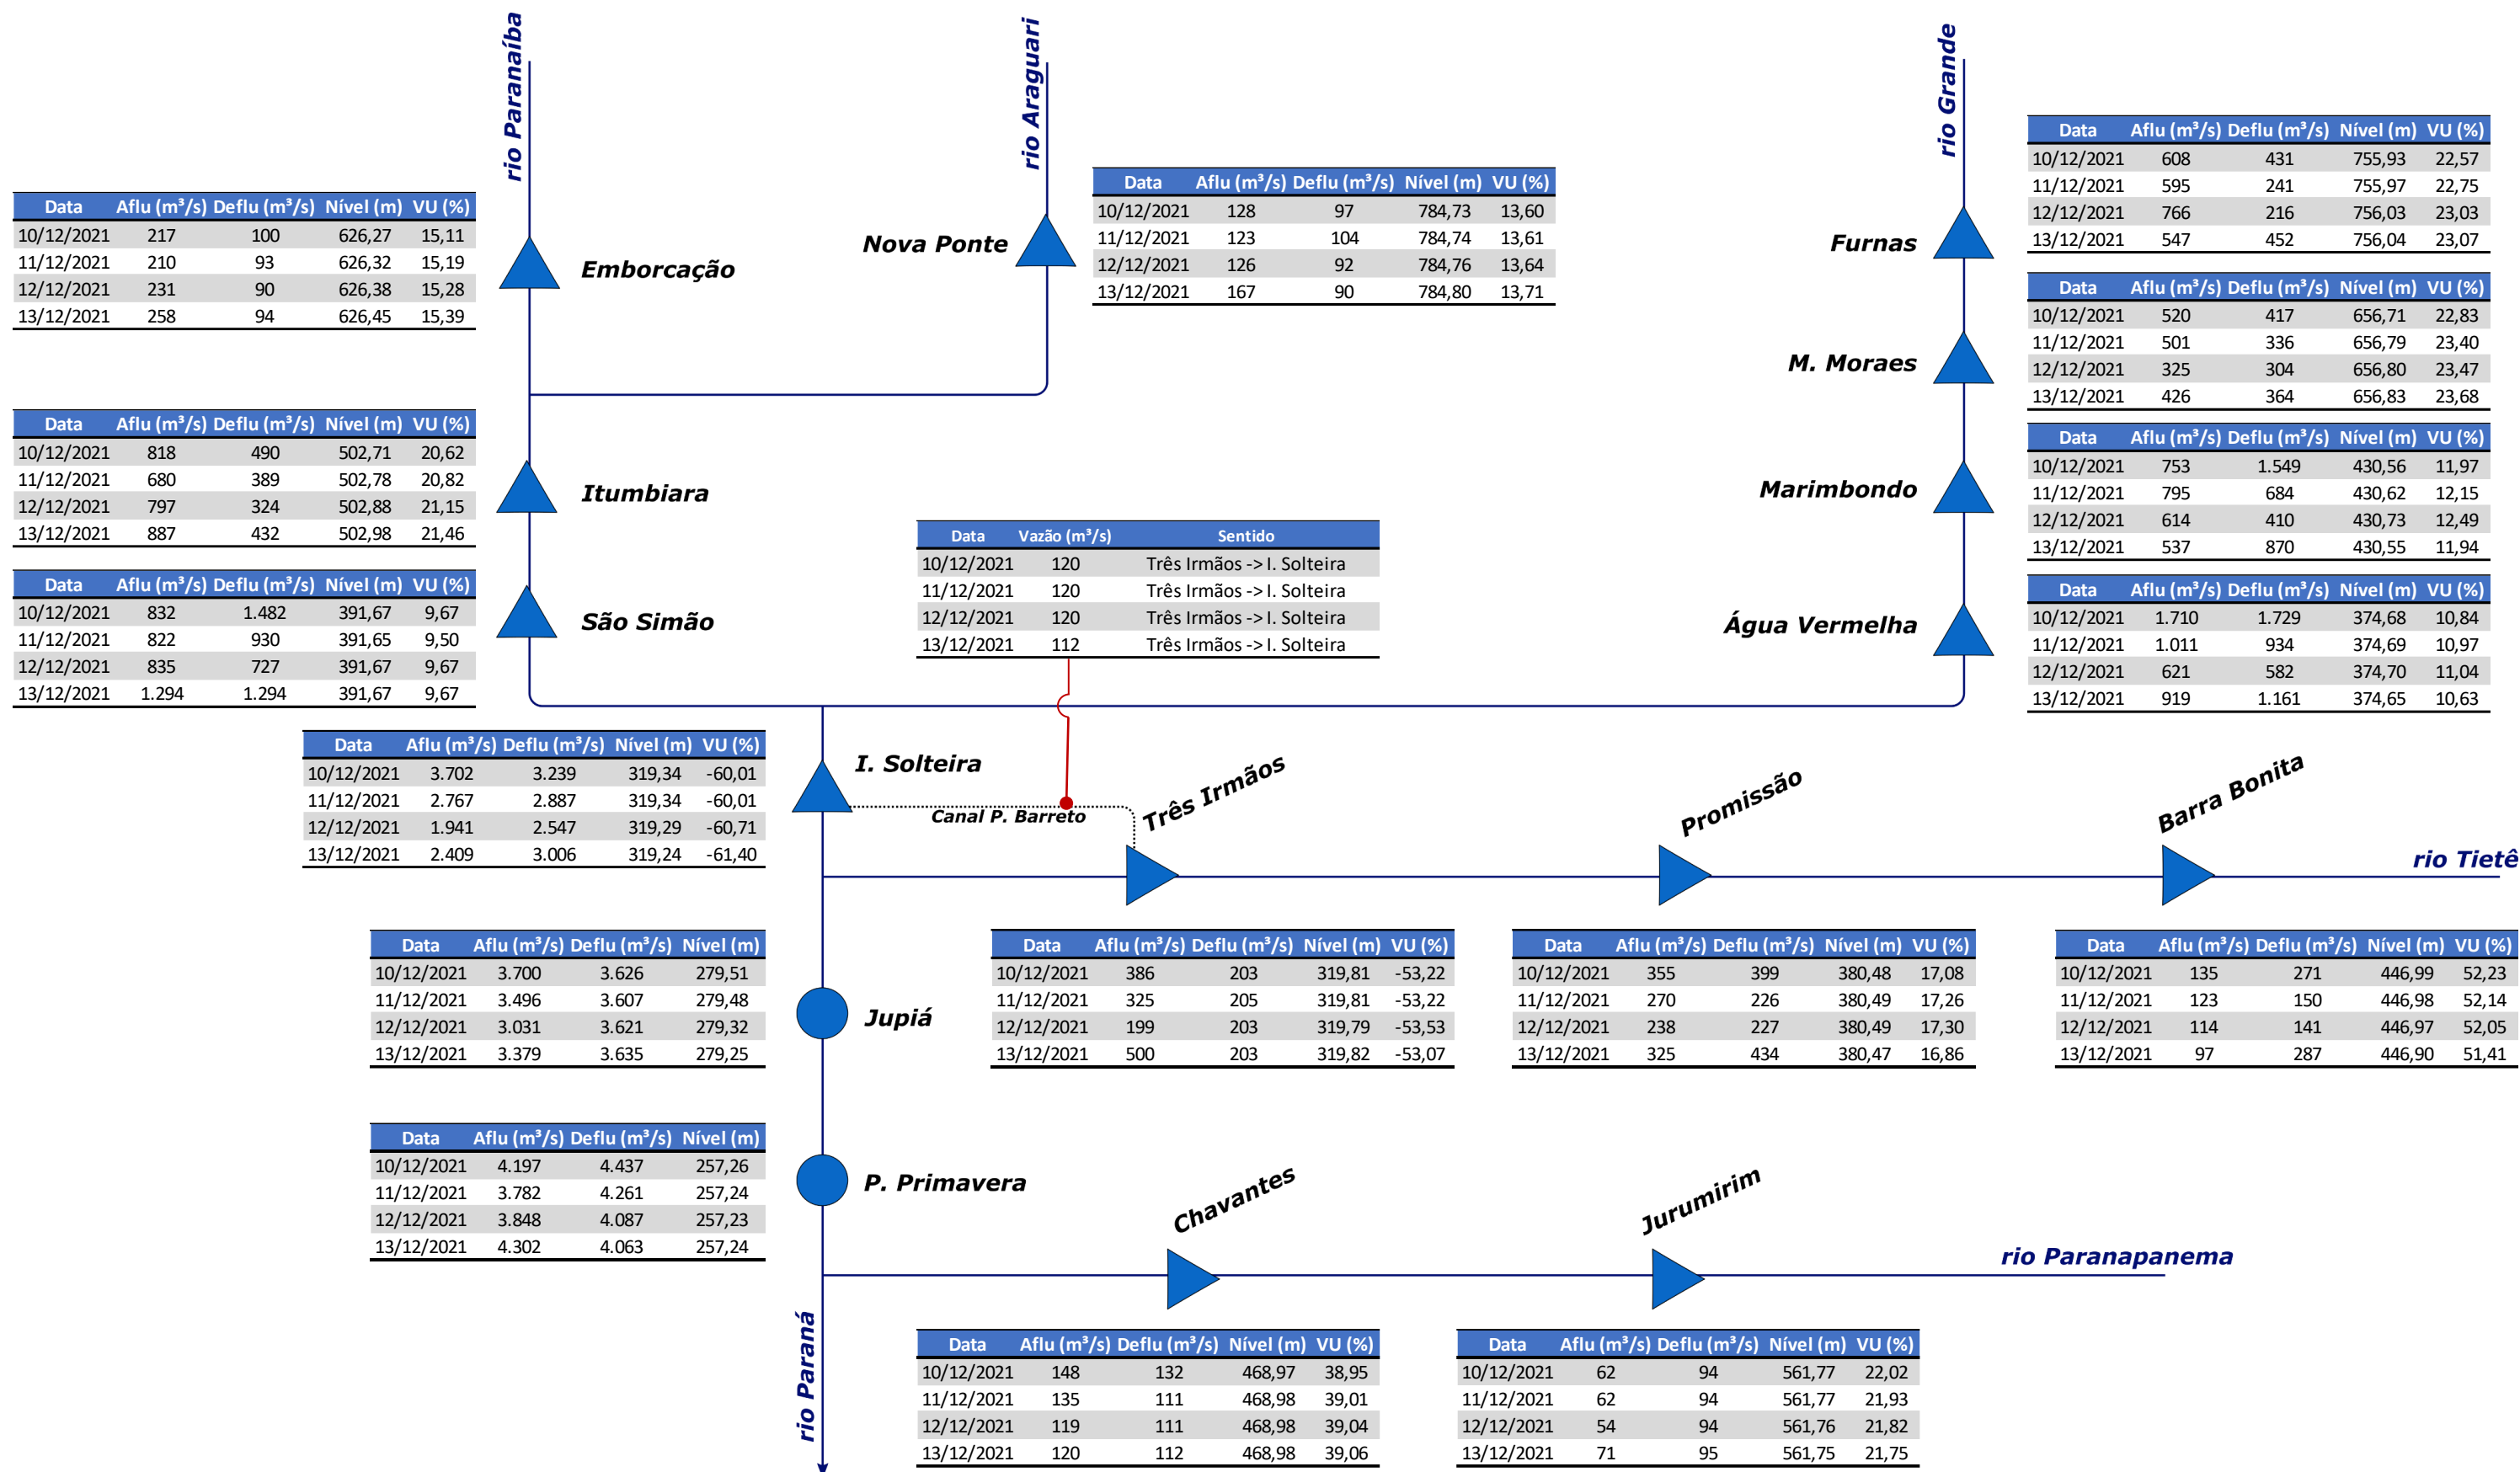 rio Paranaíba
rio Araguari
rio Grande
Data Aflu (m³/s) Deflu (m³/s) Nível (m) VU (%)
10/12/2021 608 431 755,93 22,57
11/12/2021 595 241 755,97 22,75
12/12/2021 766 216 756,03 23,03
13/12/2021 547 452 756,04 23,07
Furnas
Data Aflu (m³/s) Deflu (m³/s) Nível (m) VU (%)
10/12/2021 128 97 784,73 13,60
11/12/2021 123 104 784,74 13,61
12/12/2021 126 92 784,76 13,64
13/12/2021 167 90 784,80 13,71
Nova Ponte
Data Aflu (m³/s) Deflu (m³/s) Nível (m) VU (%)
10/12/2021 217 100 626,27 15,11
11/12/2021 210 93 626,32 15,19
12/12/2021 231 90 626,38 15,28
13/12/2021 258 94 626,45 15,39
Emborcação
Data Aflu (m³/s) Deflu (m³/s) Nível (m) VU (%)
10/12/2021 520 417 656,71 22,83
11/12/2021 501 336 656,79 23,40
12/12/2021 325 304 656,80 23,47
13/12/2021 426 364 656,83 23,68
M. Moraes
Data Aflu (m³/s) Deflu (m³/s) Nível (m) VU (%)
10/12/2021 818 490 502,71 20,62
11/12/2021 680 389 502,78 20,82
12/12/2021 797 324 502,88 21,15
13/12/2021 887 432 502,98 21,46
Itumbiara
Data Aflu (m³/s) Deflu (m³/s) Nível (m) VU (%)
10/12/2021 753 1.549 430,56 11,97
11/12/2021 795 684 430,62 12,15
12/12/2021 614 410 430,73 12,49
13/12/2021 537 870 430,55 11,94
Marimbondo
Data Vazão (m³/s) Sentido
10/12/2021 120 Três Irmãos -> I. Solteira
11/12/2021 120 Três Irmãos -> I. Solteira
12/12/2021 120 Três Irmãos -> I. Solteira
13/12/2021 112 Três Irmãos -> I. Solteira
Data Aflu (m³/s) Deflu (m³/s) Nível (m) VU (%)
10/12/2021 832 1.482 391,67 9,67
11/12/2021 822 930 391,65 9,50
12/12/2021 835 727 391,67 9,67
13/12/2021 1.294 1.294 391,67 9,67
São Simão
Data Aflu (m³/s) Deflu (m³/s) Nível (m) VU (%)
10/12/2021 1.710 1.729 374,68 10,84
11/12/2021 1.011 934 374,69 10,97
12/12/2021 621 582 374,70 11,04
13/12/2021 919 1.161 374,65 10,63
Água Vermelha
Data Aflu (m³/s) Deflu (m³/s) Nível (m) VU (%)
10/12/2021 3.702 3.239 319,34 -60,01
11/12/2021 2.767 2.887 319,34 -60,01
12/12/2021 1.941 2.547 319,29 -60,71
13/12/2021 2.409 3.006 319,24 -61,40
I. Solteira
Canal P. Barreto
Três Irmãos
Promissão
Barra Bonita
rio Tietê
Data Aflu (m³/s) Deflu (m³/s) Nível (m)
10/12/2021 3.700 3.626 279,51
11/12/2021 3.496 3.607 279,48
12/12/2021 3.031 3.621 279,32
13/12/2021 3.379 3.635 279,25
Jupiá
Data Aflu (m³/s) Deflu (m³/s) Nível (m) VU (%)
10/12/2021 386 203 319,81 -53,22
11/12/2021 325 205 319,81 -53,22
12/12/2021 199 203 319,79 -53,53
13/12/2021 500 203 319,82 -53,07
Data Aflu (m³/s) Deflu (m³/s) Nível (m) VU (%)
10/12/2021 355 399 380,48 17,08
11/12/2021 270 226 380,49 17,26
12/12/2021 238 227 380,49 17,30
13/12/2021 325 434 380,47 16,86
Data Aflu (m³/s) Deflu (m³/s) Nível (m) VU (%)
10/12/2021 135 271 446,99 52,23
11/12/2021 123 150 446,98 52,14
12/12/2021 114 141 446,97 52,05
13/12/2021 97 287 446,90 51,41
Data Aflu (m³/s) Deflu (m³/s) Nível (m)
10/12/2021 4.197 4.437 257,26
11/12/2021 3.782 4.261 257,24
12/12/2021 3.848 4.087 257,23
13/12/2021 4.302 4.063 257,24
P. Primavera
Chavantes
Jurumirim
rio Paranapanema
rio Paraná
Data Aflu (m³/s) Deflu (m³/s) Nível (m) VU (%)
10/12/2021 148 132 468,97 38,95
11/12/2021 135 111 468,98 39,01
12/12/2021 119 111 468,98 39,04
13/12/2021 120 112 468,98 39,06
Data Aflu (m³/s) Deflu (m³/s) Nível (m) VU (%)
10/12/2021 62 94 561,77 22,02
11/12/2021 62 94 561,77 21,93
12/12/2021 54 94 561,76 21,82
13/12/2021 71 95 561,75 21,75